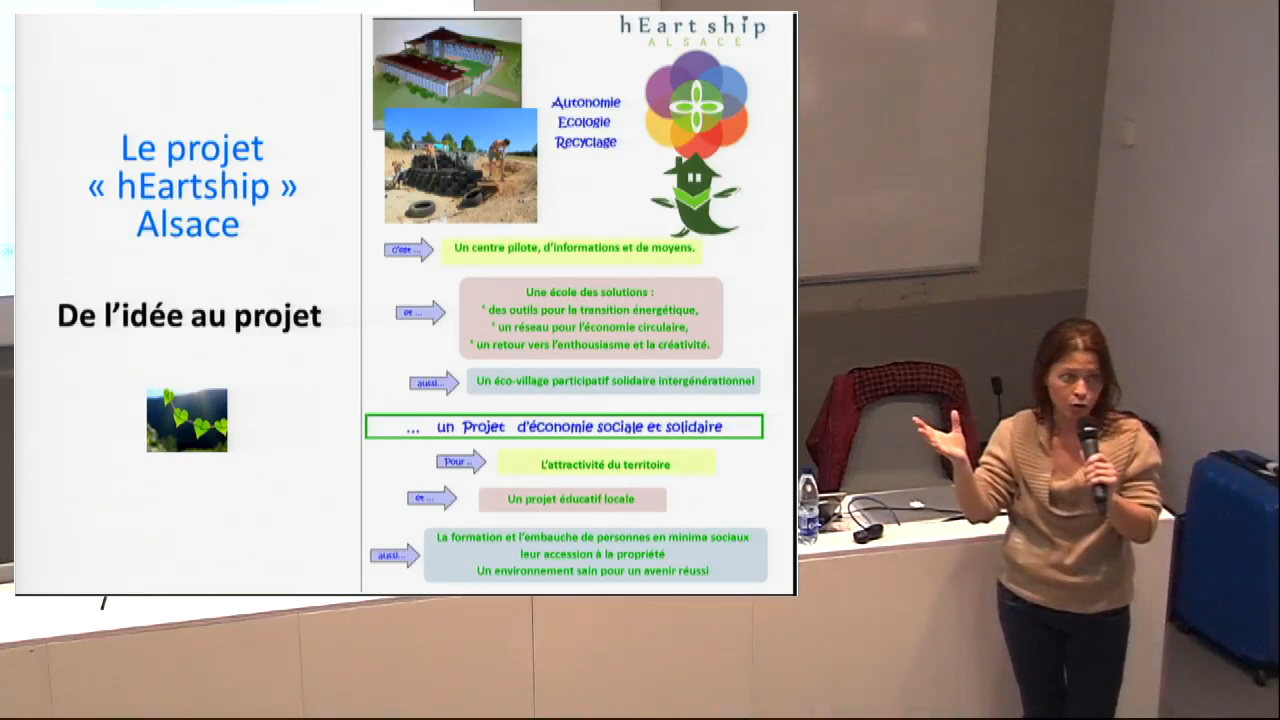 Le projet
« hEartship »
Alsace
De l'idée au projet
hEartship
ALSACE
Autonomie
Ecologie
Recyclage
c'est ...
Un centre pilote, d'informations et de moyens.
et ...
Une école des solutions :
* des outils pour la transition énergétique,
* un réseau pour l'économie circulaire,
* un retour vers l'enthousiasme et la créativité.
aussi...
Un éco-village participatif solidaire intergénérationnel
... un Projet d'économie sociale et solidaire
Pour ..
L'attractivité du territoire
et ...
Un projet éducatif locale
aussi...
La formation et l'embauche de personnes en minima sociaux
leur accession à la propriété
Un environnement sain pour un avenir réussi